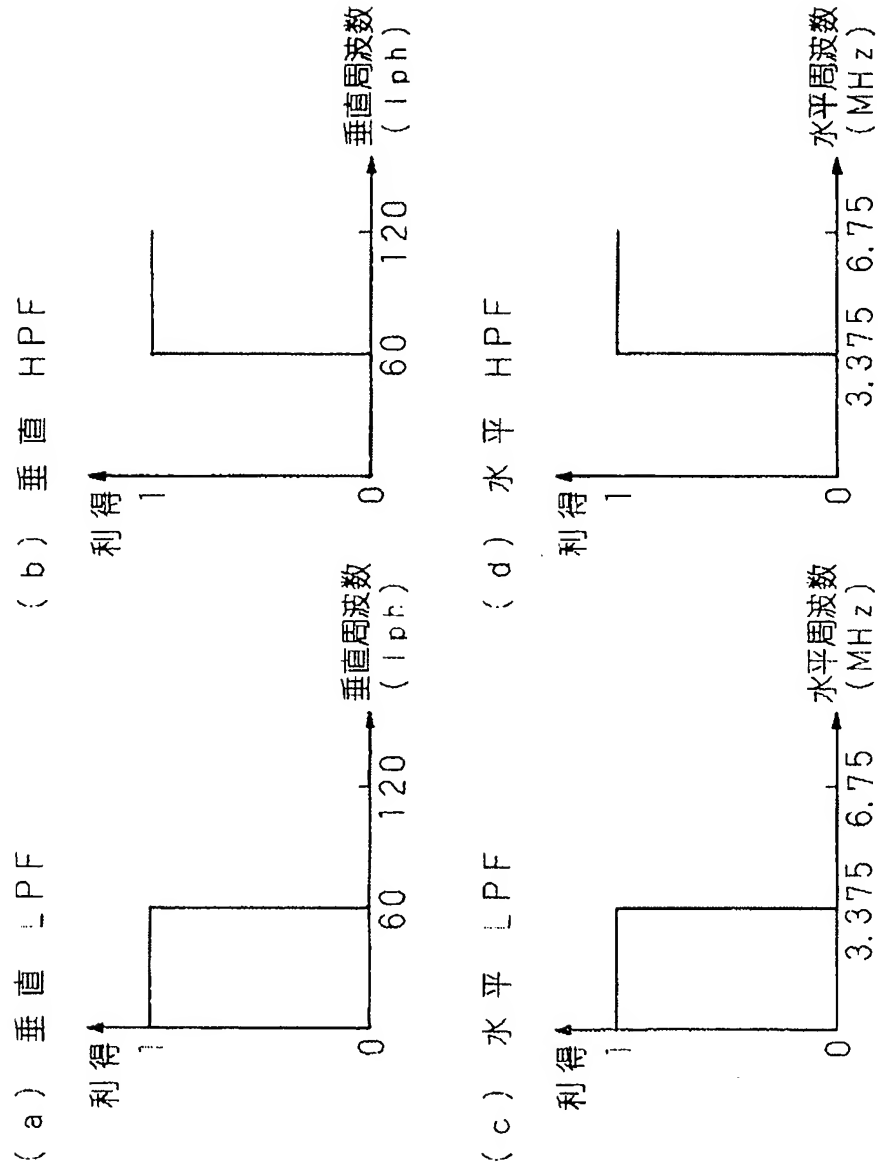 (a) 垂直 LPF
利得
1
0
60
120
垂直周波数
(lph)
(b) 垂直 HPF
利得
1
0
60
120
垂直周波数
(lph)
(c) 水平 LPF
利得
1
0
3.375
6.75
水平周波数
(MHz)
(d) 水平 HPF
利得
1
0
3.375
6.75
水平周波数
(MHz)